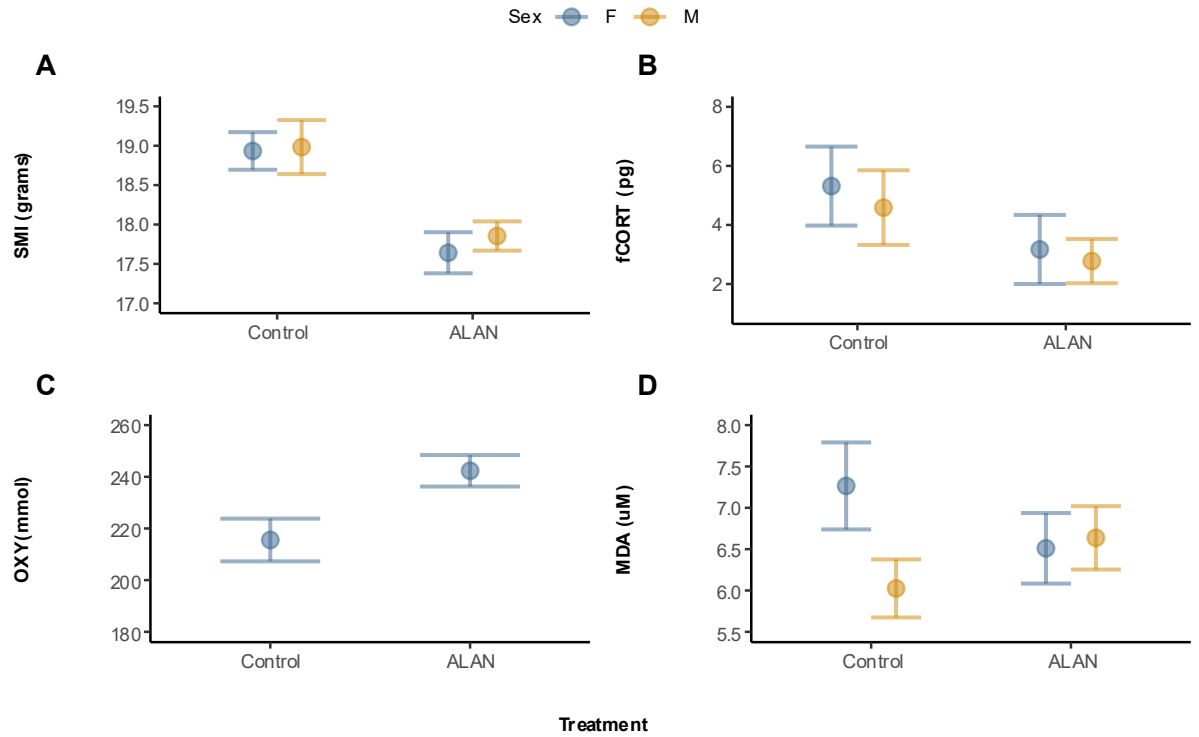 Sex F M
A
SMI (grams)
19.5
19.0
18.5
18.0
17.5
17.0
Control ALAN
B
fCORT (pg)
8
6
4
2
Control ALAN
C
OXY(mmol)
260
240
220
200
180
Control ALAN
D
MDA (uM)
8.0
7.5
7.0
6.5
6.0
5.5
Control ALAN
Treatment